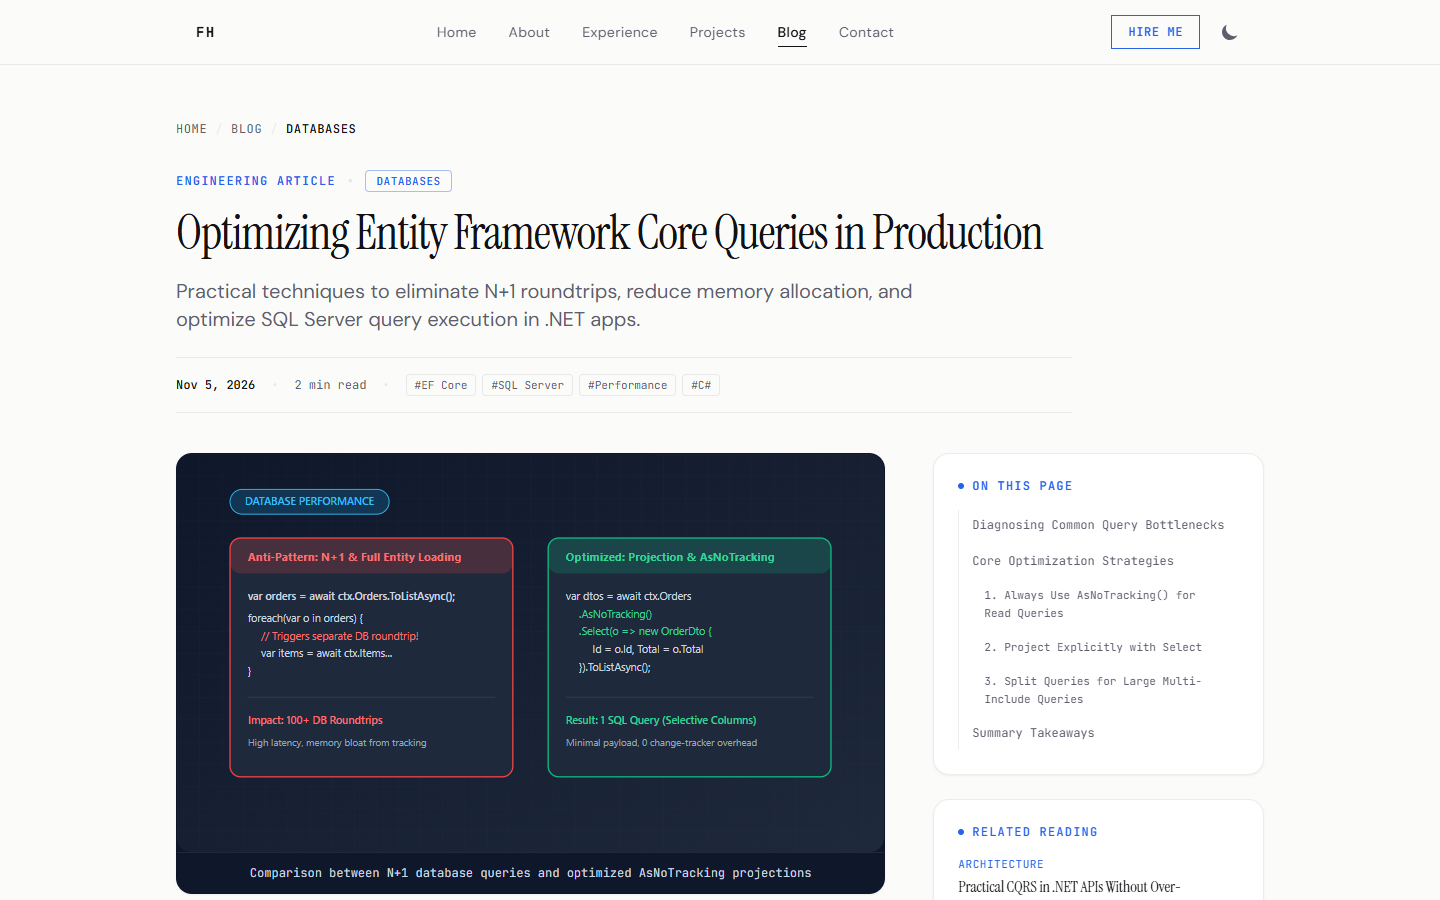 FH
Home
About
Experience
Projects
Blog
Contact
HIRE ME
HOME / BLOG / DATABASES
ENGINEERING ARTICLE
DATABASES
Optimizing Entity Framework Core Queries in Production
Practical techniques to eliminate N+1 roundtrips, reduce memory allocation, and
optimize SQL Server query execution in .NET apps.
Nov 5, 2026
2 min read
#EF Core
#SQL Server
#Performance
#C#
DATABASE PERFORMANCE
Anti-Pattern: N+1 & Full Entity Loading
var orders = await ctx.Orders.ToListAsync();
foreach(var o in orders) {
// Triggers separate DB roundtrip!
var items = await ctx.Items...
}
Impact: 100+ DB Roundtrips
High latency, memory bloat from tracking
Optimized: Projection & AsNoTracking
var dtos = await ctx.Orders
.AsNoTracking()
.Select(o => new OrderDto {
Id = o.Id, Total = o.Total
}).ToListAsync();
Result: 1 SQL Query (Selective Columns)
Minimal payload, 0 change-tracker overhead
Comparison between N+1 database queries and optimized AsNoTracking projections
ON THIS PAGE
Diagnosing Common Query Bottlenecks
Core Optimization Strategies
1. Always Use AsNoTracking() for
Read Queries
2. Project Explicitly with Select
3. Split Queries for Large Multi-
Include Queries
Summary Takeaways
RELATED READING
ARCHITECTURE
Practical CQRS in .NET APIs Without Over-